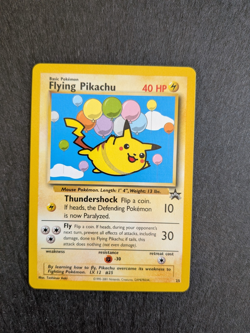 Basic Pokémon
Flying Pikachu 40 HP
Mouse Pokémon. Length: 1' 4", Weight: 13 lbs.
Thundershock Flip a coin.
If heads, the Defending Pokémon
is now Paralyzed. 10
Fly Flip a coin. If heads, during your opponent's
next turn, prevent all effects of attacks, including
damage, done to Flying Pikachu; if tails, this
attack does nothing (not even damage). 30
weakness resistance retreat cost
-30
By learning how to fly, Pikachu overcame its weakness to
Fighting Pokémon. LV. 12 #25